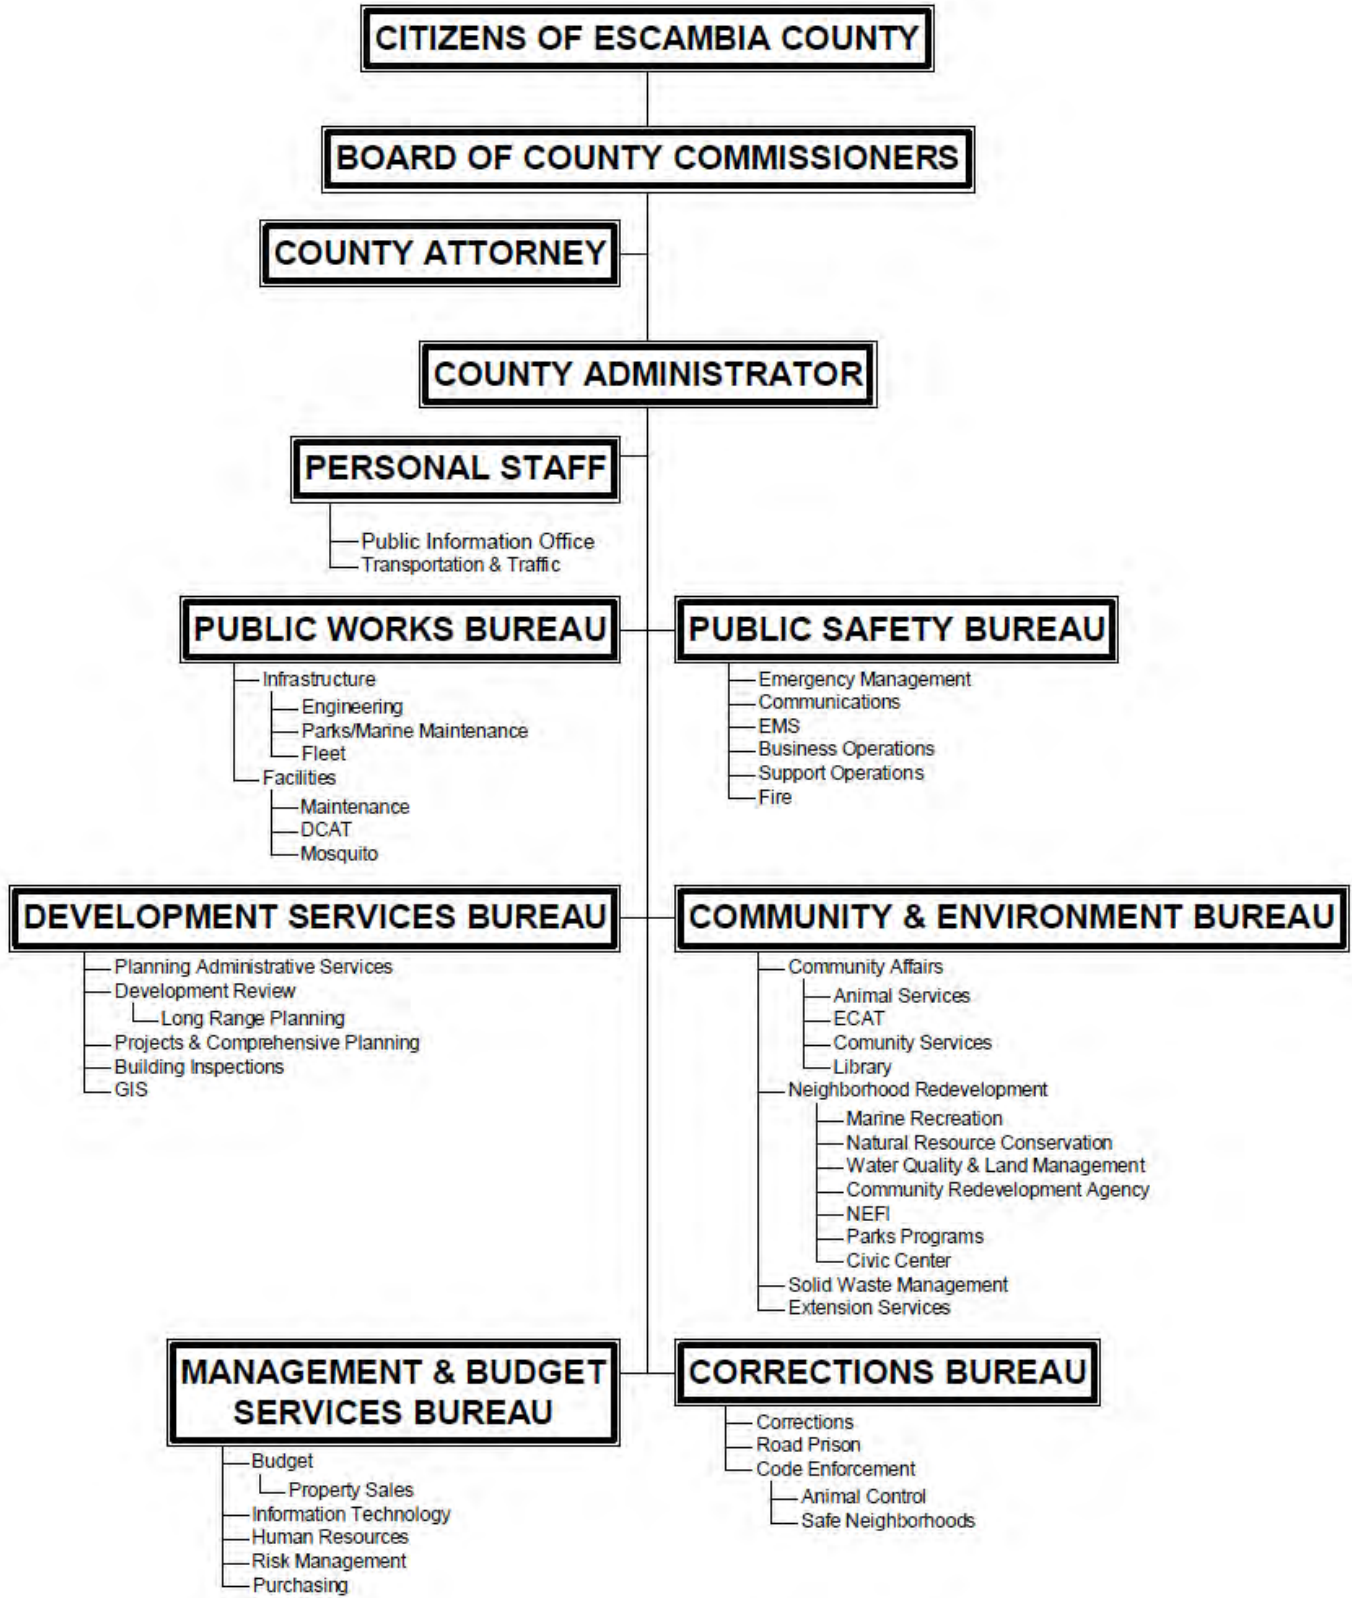 CITIZENS OF ESCAMBIA COUNTY
BOARD OF COUNTY COMMISSIONERS
COUNTY ATTORNEY
COUNTY ADMINISTRATOR
PERSONAL STAFF
Public Information Office
Transportation & Traffic
PUBLIC WORKS BUREAU
Infrastructure
Engineering
Parks/Marine Maintenance
Fleet
Facilities
Maintenance
DCAT
Mosquito
PUBLIC SAFETY BUREAU
Emergency Management
Communications
EMS
Business Operations
Support Operations
Fire
DEVELOPMENT SERVICES BUREAU
Planning Administrative Services
Development Review
Long Range Planning
Projects & Comprehensive Planning
Building Inspections
GIS
COMMUNITY & ENVIRONMENT BUREAU
Community Affairs
Animal Services
ECAT
Comunity Services
Library
Neighborhood Redevelopment
Marine Recreation
Natural Resource Conservation
Water Quality & Land Management
Community Redevelopment Agency
NEFI
Parks Programs
Civic Center
Solid Waste Management
Extension Services
MANAGEMENT & BUDGET
SERVICES BUREAU
Budget
Property Sales
Information Technology
Human Resources
Risk Management
Purchasing
CORRECTIONS BUREAU
Corrections
Road Prison
Code Enforcement
Animal Control
Safe Neighborhoods